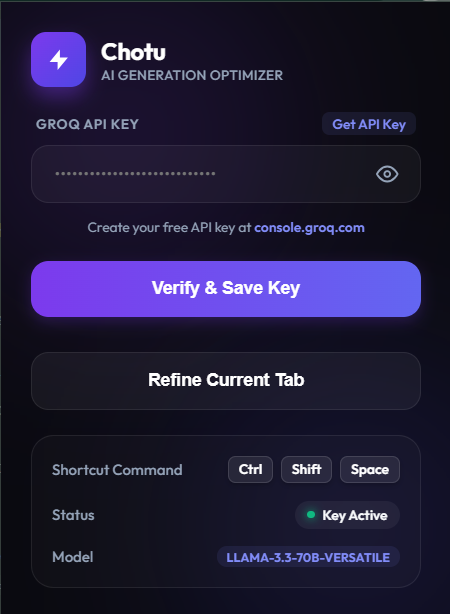 Chotu
AI GENERATION OPTIMIZER
GROQ API KEY Get API Key
Create your free API key at console.groq.com
Verify & Save Key
Refine Current Tab
Shortcut Command Ctrl Shift Space
Status Key Active
Model LLAMA-3.3-70B-VERSATILE